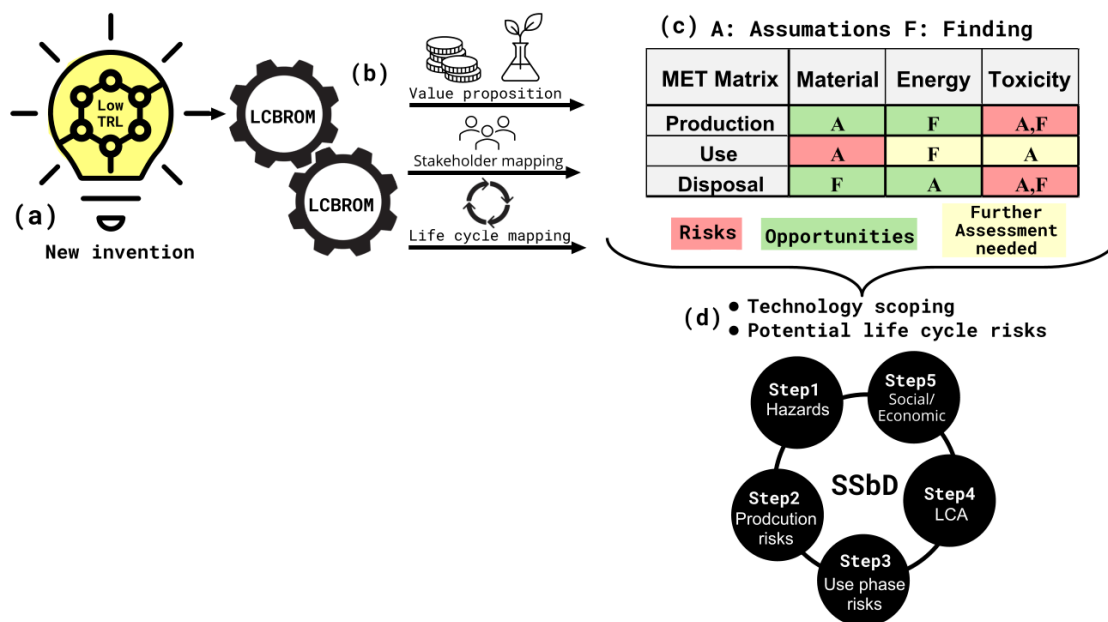 Low
TRL
(a)
New invention
LCBROM
LCBROM
(b)
Value proposition
Stakeholder mapping
Life cycle mapping
(c) A: Assumptions F: Finding
MET Matrix Material Energy Toxicity
Production A F A,F
Use A F A
Disposal F A A,F
Risks
Opportunities
Further
Assessment
needed
(d)
● Technology scoping
● Potential life cycle risks
Step1
Hazards
Step5
Social/
Economic
Step2
Prodcution
risks
SSbD
Step4
LCA
Step3
Use phase
risks